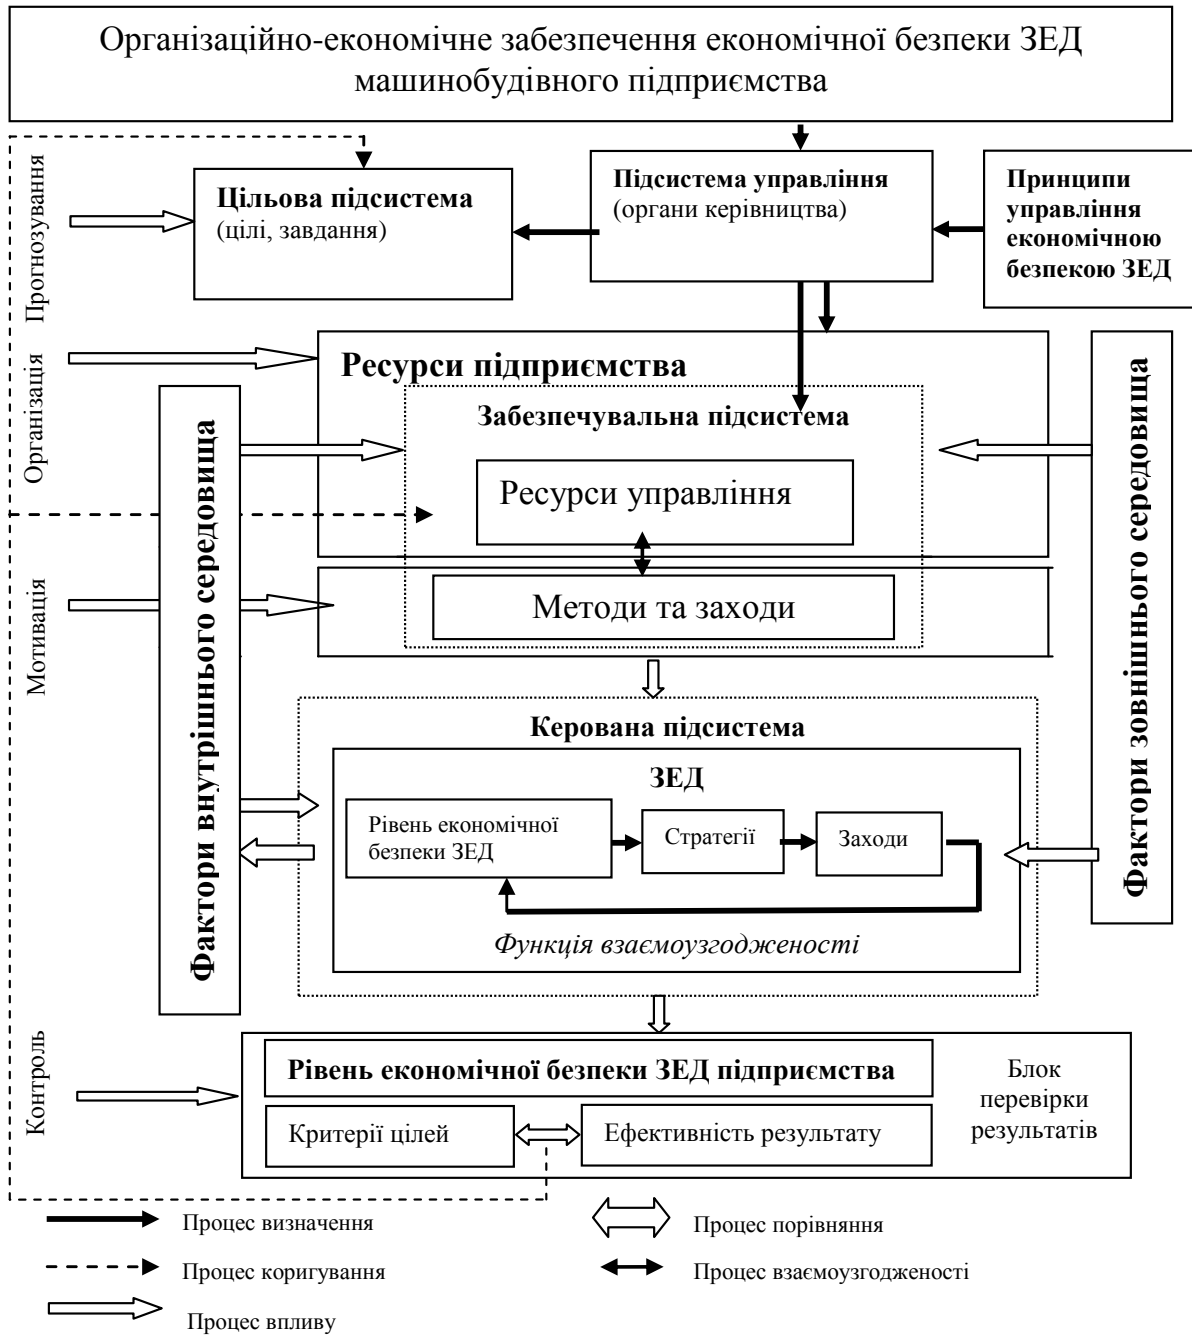 Організаційно-економічне забезпечення економічної безпеки ЗЕД
машинобудівного підприємства
Прогнозування
Цільова підсистема
(цілі, завдання)
Підсистема управління
(органи керівництва)
Принципи
управління
економічною
безпекою ЗЕД
Організація
Ресурси підприємства
Забезпечувальна підсистема
Ресурси управління
Фактори внутрішнього середовища
Фактори зовнішнього середовища
Мотивація
Методи та заходи
Керована підсистема
ЗЕД
Рівень економічної
безпеки ЗЕД
Стратегії
Заходи
Функція взаємоузгодженості
Контроль
Рівень економічної безпеки ЗЕД підприємства
Критерії цілей
Ефективність результату
Блок
перевірки
результатів
Процес визначення
Процес порівняння
Процес коригування
Процес взаємоузгодженості
Процес впливу